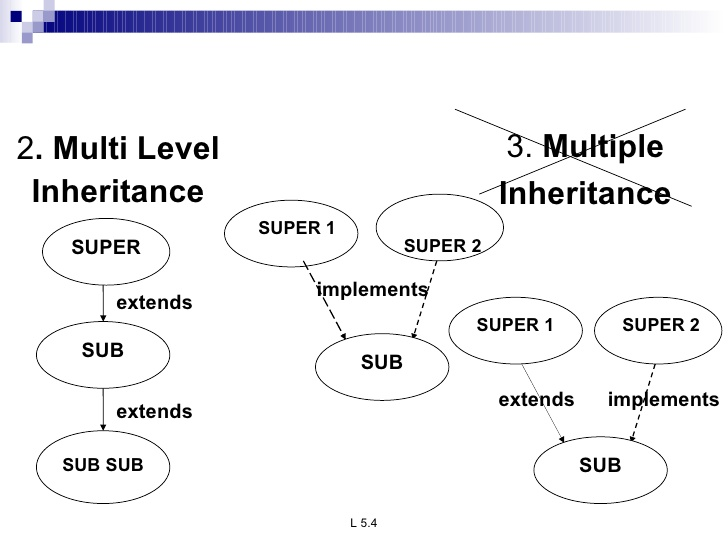 2. Multi Level
Inheritance
3. Multiple
Inheritance
SUPER
extends
SUB
extends
SUB SUB
SUPER 1
SUPER 2
implements
SUB
SUPER 1
SUPER 2
extends
implements
SUB
L 5.4